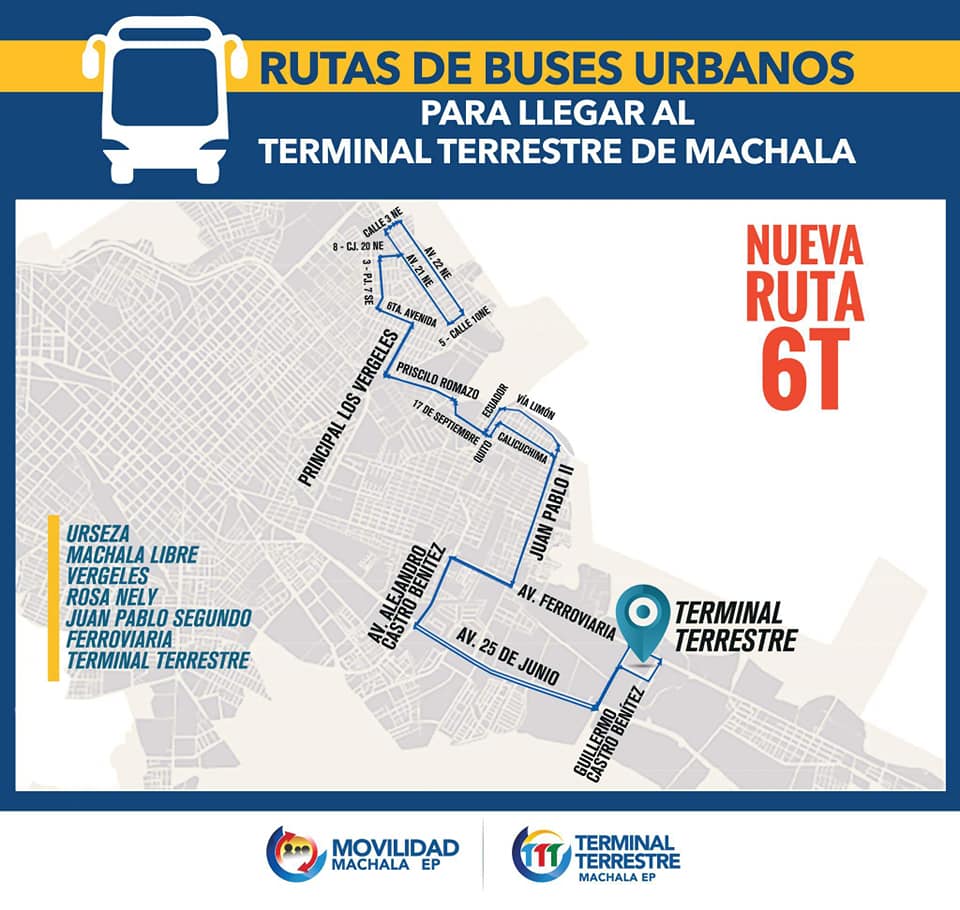 RUTAS DE BUSES URBANOS
PARA LLEGAR AL
TERMINAL TERRESTRE DE MACHALA
NUEVA
RUTA
6T
CALLE 3 NE
8 - CJ. 20 NE
AV. 22 NE
AV. 21 NE
3 - PJ. 7 SE
6TA. AVENIDA
5 - CALLE 10NE
PRINCIPAL LOS VERGELES
PRISCILO ROMAZO
ECUADOR
VÍA LIMÓN
17 DE SEPTIEMBRE
QUITO
CALICUCHIMA
JUAN PABLO II
URSEZA
MACHALA LIBRE
VERGELES
ROSA NELY
JUAN PABLO SEGUNDO
FERROVIARIA
TERMINAL TERRESTRE
AV. ALEJANDRO
CASTRO BENÍTEZ
AV. FERROVIARIA
TERMINAL
TERRESTRE
AV. 25 DE JUNIO
GUILLERMO
CASTRO BENÍTEZ
MOVILIDAD
MACHALA EP
TERMINAL
TERRESTRE
MACHALA EP